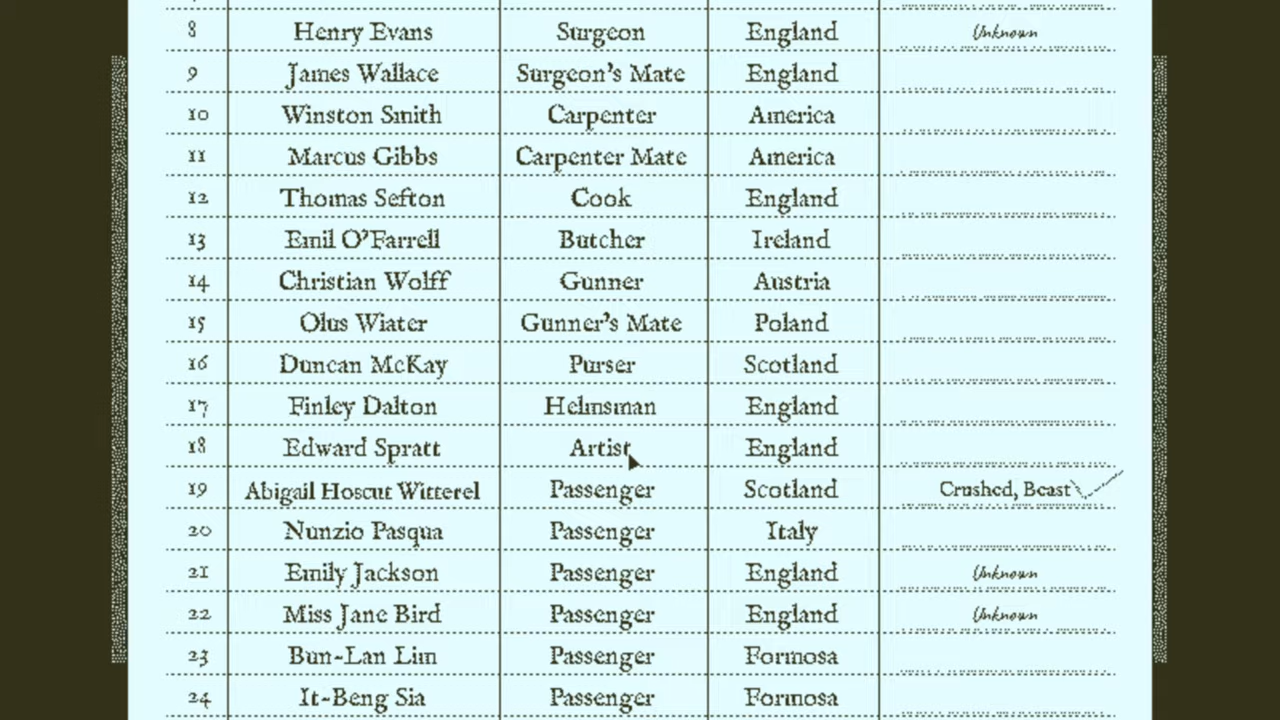 8 Henry Evans Surgeon England Unknown
9 James Wallace Surgeon's Mate England
10 Winston Smith Carpenter America
11 Marcus Gibbs Carpenter Mate America
12 Thomas Sefton Cook England
13 Emil O'Farrell Butcher Ireland
14 Christian Wolff Gunner Austria
15 Olus Wiater Gunner's Mate Poland
16 Duncan McKay Purser Scotland
17 Finley Dalton Helmsman England
18 Edward Spratt Artist England
19 Abigail Hoscut Witterel Passenger Scotland Crushed, Beast
20 Nunzio Pasqua Passenger Italy
21 Emily Jackson Passenger England Unknown
22 Miss Jane Bird Passenger England Unknown
23 Bun-Lan Lim Passenger Formosa
24 It-Beng Sia Passenger Formosa